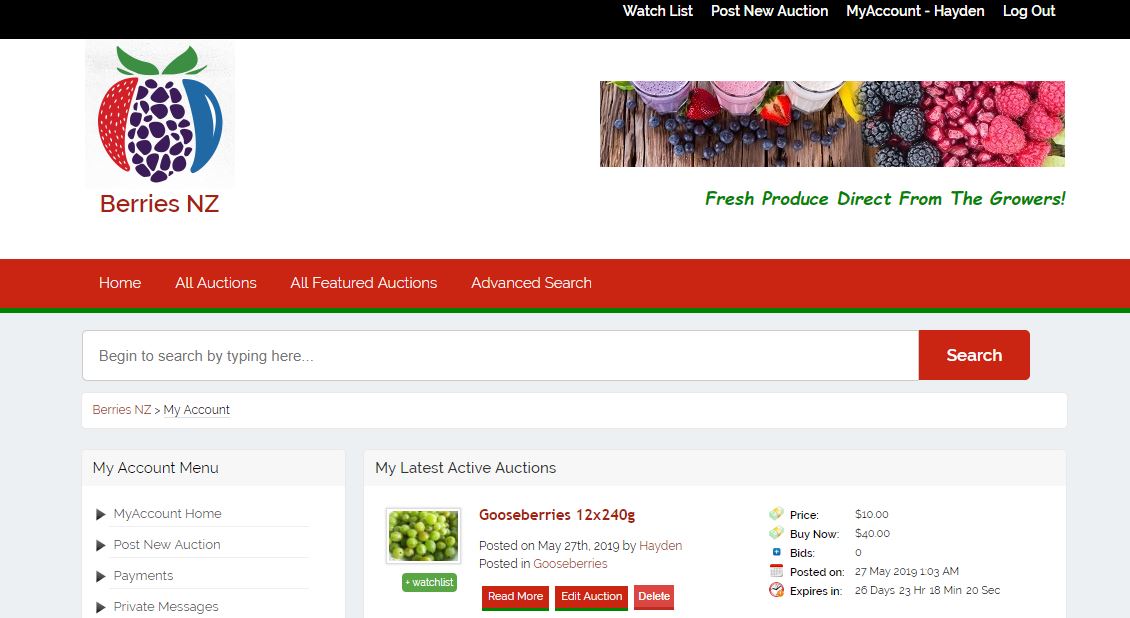 Watch List Post New Auction MyAccount - Hayden Log Out
Berries NZ
Fresh Produce Direct From The Growers!
Home All Auctions All Featured Auctions Advanced Search
Begin to search by typing here...
Search
Berries NZ > My Account
My Account Menu
MyAccount Home
Post New Auction
Payments
Private Messages
My Latest Active Auctions
Gooseberries 12x240g
Posted on May 27th, 2019 by Hayden
Posted in Gooseberries
+ watchlist
Read More Edit Auction Delete
Price: $10.00
Buy Now: $40.00
Bids: 0
Posted on: 27 May 2019 1:03 AM
Expires in: 26 Days 23 Hr 18 Min 20 Sec